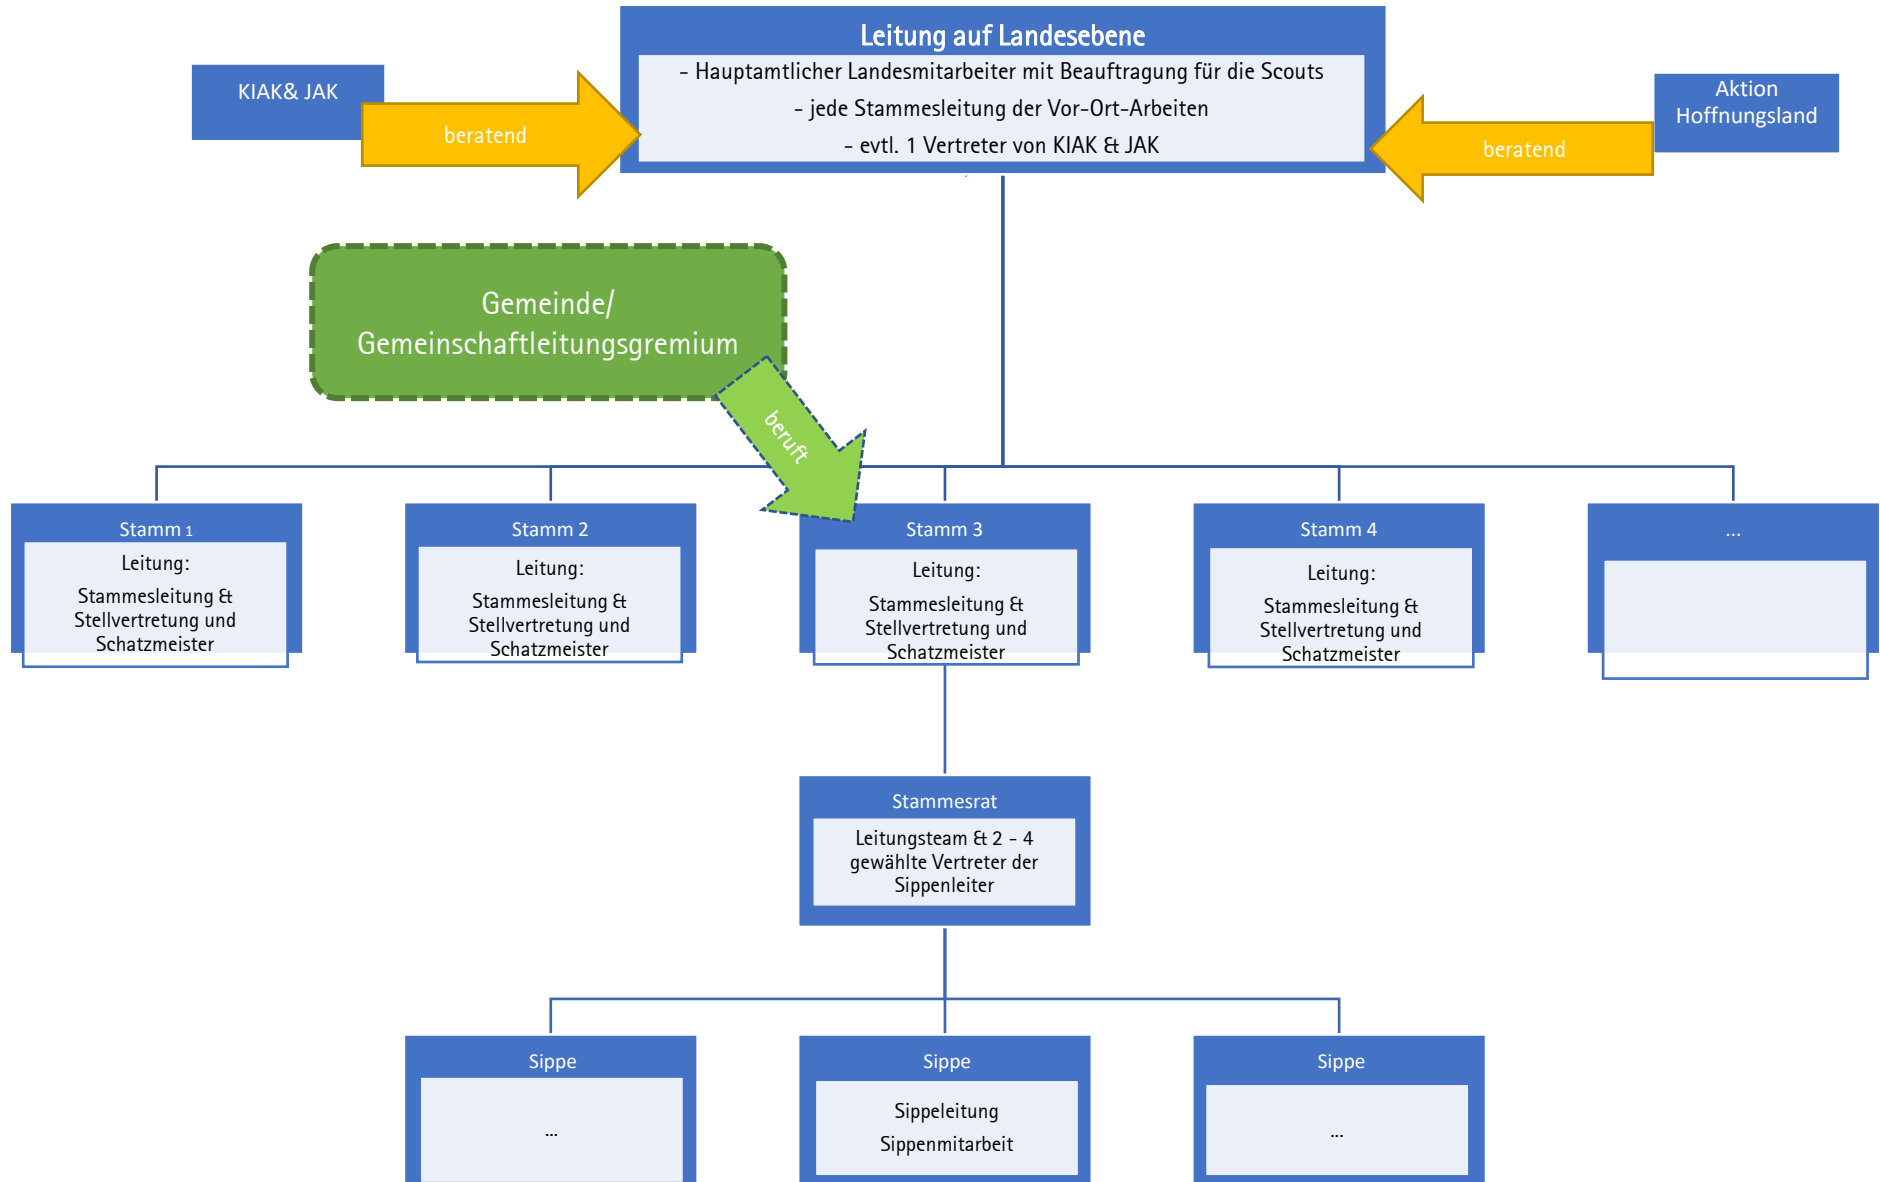 Leitung auf Landesebene
- Hauptamtlicher Landesmitarbeiter mit Beauftragung für die Scouts
- jede Stammesleitung der Vor-Ort-Arbeiten
- evtl. 1 Vertreter von KIAK & JAK
KIAK& JAK
beratend
Aktion
Hoffnungsland
beratend
Gemeinde/
Gemeinschaftleitungsgremium
beruft
Stamm 1
Leitung:
Stammesleitung &
Stellvertretung und
Schatzmeister
Stamm 2
Leitung:
Stammesleitung &
Stellvertretung und
Schatzmeister
Stamm 3
Leitung:
Stammesleitung &
Stellvertretung und
Schatzmeister
Stamm 4
Leitung:
Stammesleitung &
Stellvertretung und
Schatzmeister
...
Stammesrat
Leitungsteam & 2 - 4
gewählte Vertreter der
Sippenleiter
Sippe
...
Sippe
Sippeleitung
Sippenmitarbeit
Sippe
...